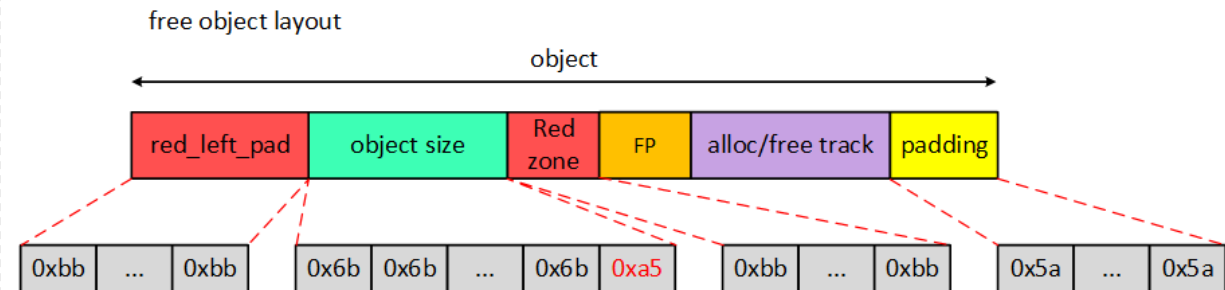 free object layout
object
red_left_pad object size Red zone FP alloc/free track padding
0xbb ... 0xbb 0x6b 0x6b ... 0x6b 0xa5 0xbb ... 0xbb 0x5a ... 0x5a